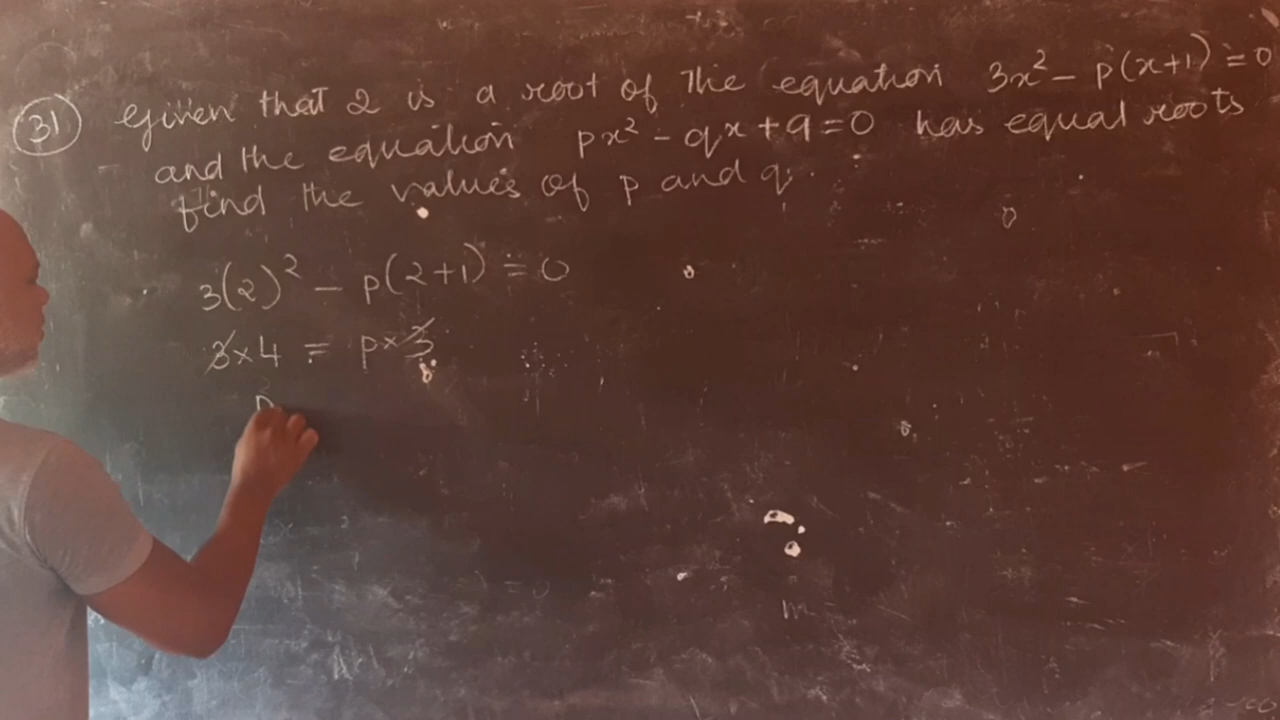 31 Given that 2 is a root of the equation 3x² - p(x+1) = 0
and the equation px² - qx + 9 = 0 has equal roots
find the values of p and q.
3(2)² - p(2+1) = 0
3×4 = p×3
p